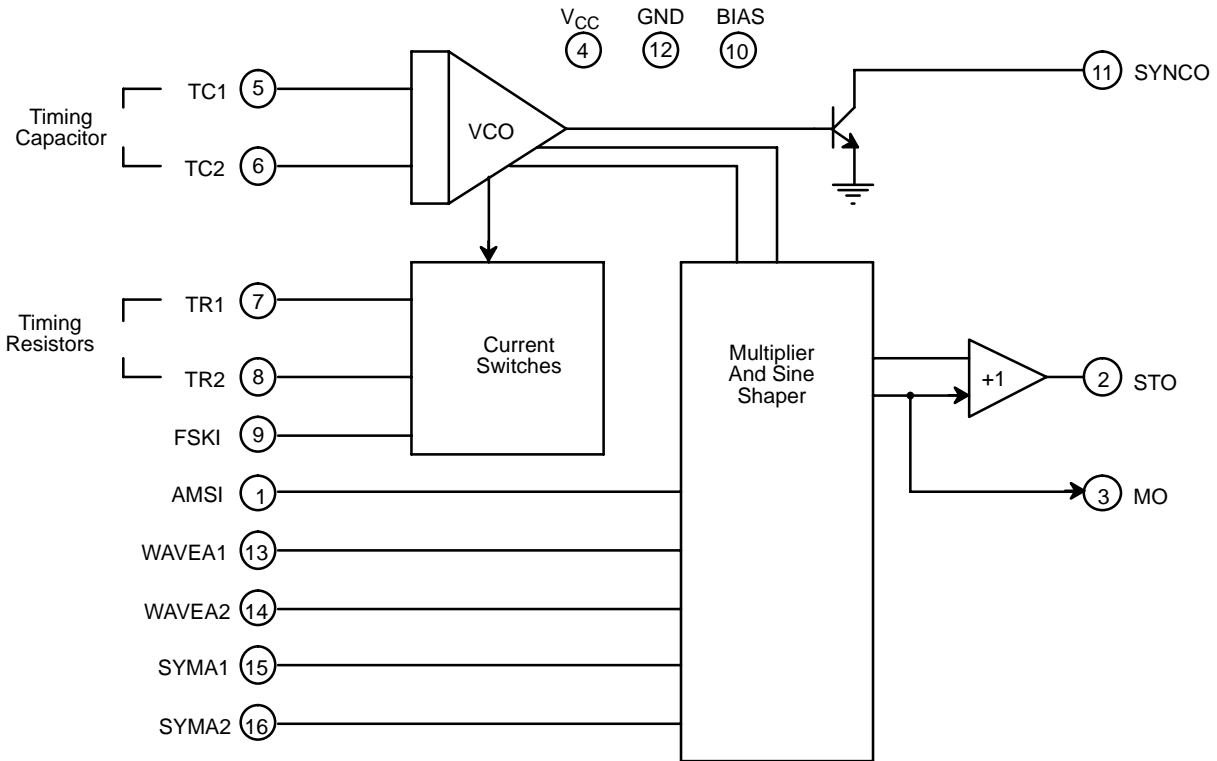 VCC GND BIAS
4 12 10
11 SYNCO
TC1 5
Timing
Capacitor
VCO
TC2 6
TR1 7
Timing
Resistors
Current
Switches
Multiplier
And Sine
Shaper
TR2 8
+1
2 STO
FSKI 9
AMSI 1
3 MO
WAVEA1 13
WAVEA2 14
SYMA1 15
SYMA2 16